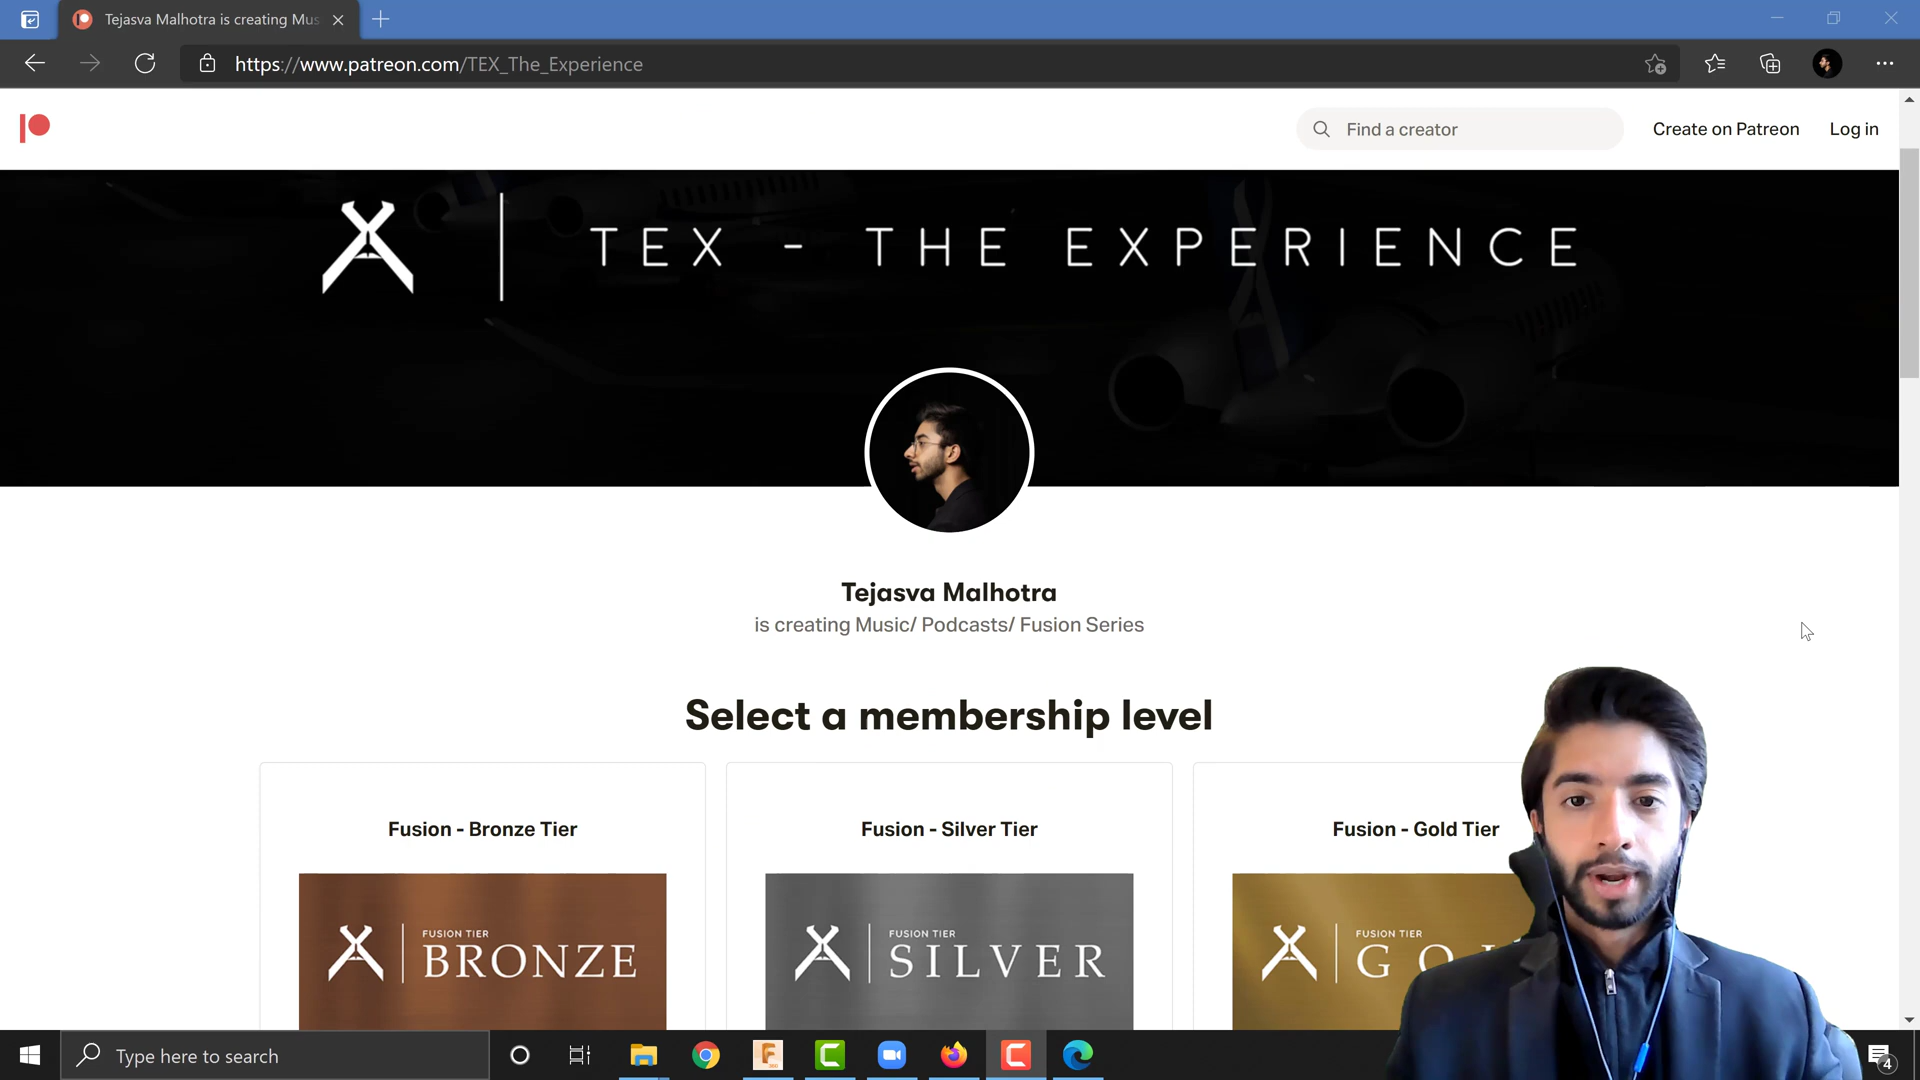 Tejasva Malhotra is creating Mus
https://www.patreon.com/TEX_The_Experience
Find a creator
Create on Patreon
Log in
TEX - THE EXPERIENCE
Tejasva Malhotra
is creating Music/ Podcasts/ Fusion Series
Select a membership level
Fusion - Bronze Tier
Fusion - Silver Tier
Fusion - Gold Tier
FUSION TIER
BRONZE
FUSION TIER
SILVER
FUSION TIER
GO
Type here to search
4